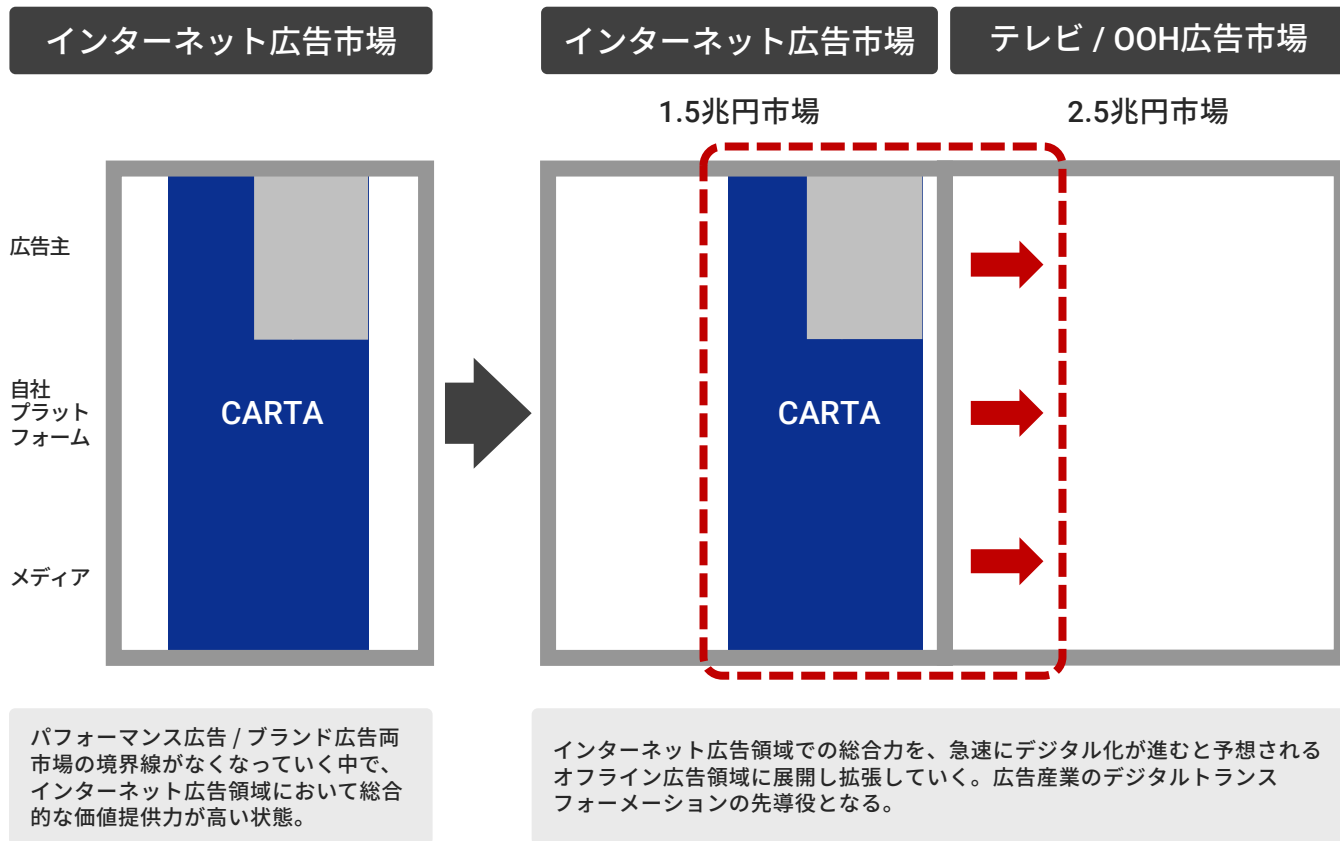 インターネット広告市場
インターネット広告市場
テレビ / OOH広告市場
1.5兆円市場
2.5兆円市場
広告主
自社
プラット
フォーム
メディア
CARTA
CARTA
パフォーマンス広告 / ブランド広告両
市場の境界線がなくなっていく中で、
インターネット広告領域において総合
的な価値提供力が高い状態。
インターネット広告領域での総合力を、急速にデジタル化が進むと予想される
オフライン広告領域に展開し拡張していく。広告産業のデジタルトランス
フォーメーションの先導役となる。